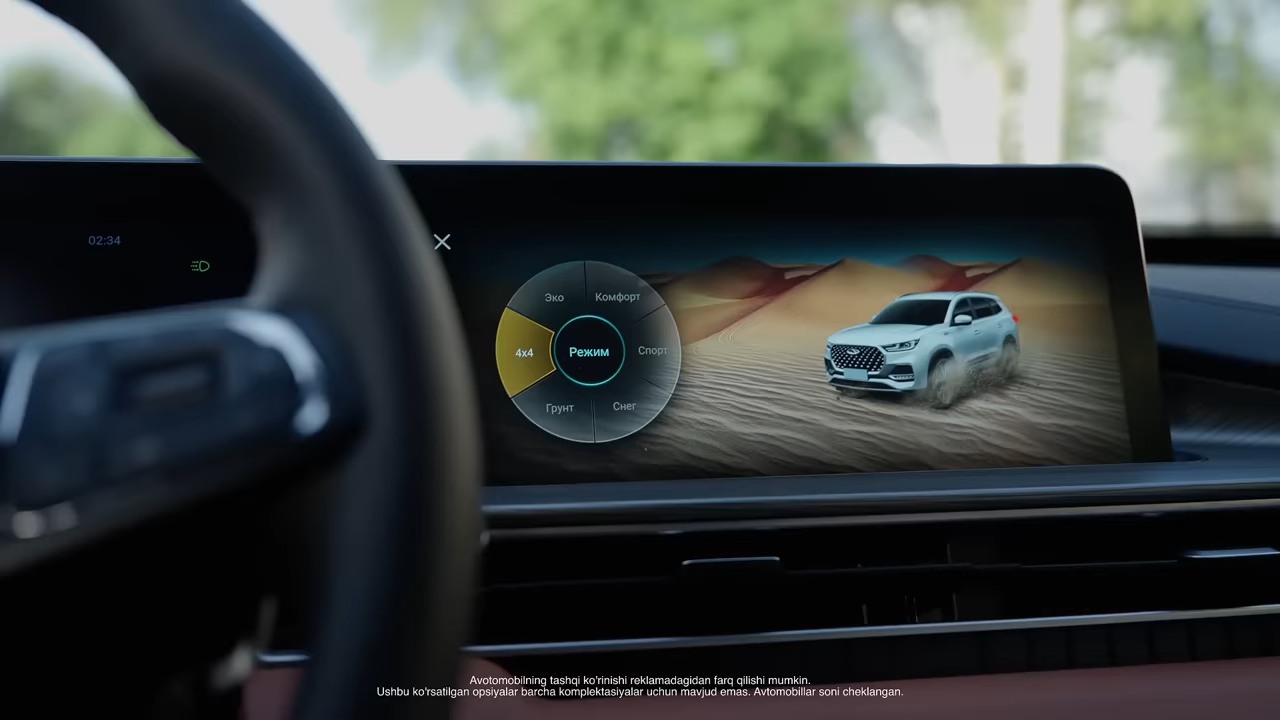 02:34
Эко
Комфорт
4x4
Режим
Спорт
Грунт
Снег
Avotomobilning tashqi ko'rinishi reklamadagidan farq qilishi mumkin.
Ushbu ko'rsatilgan opsiyalar barcha komplektasiyalar uchun mavjud emas. Avtomobillar soni cheklangan.